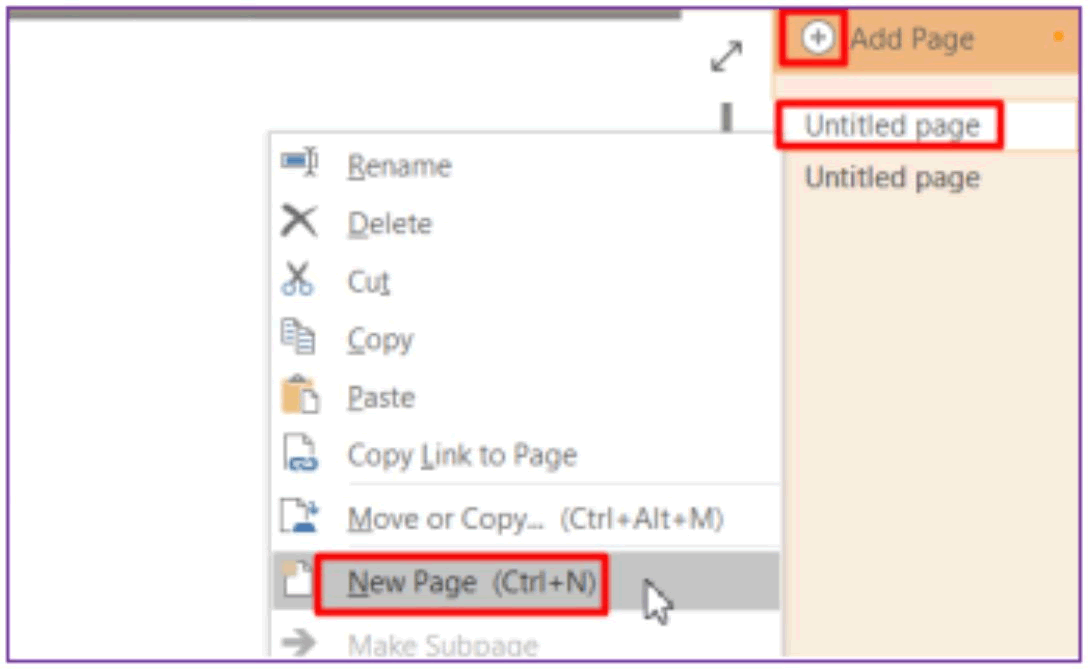 Add Page
Untitled page
Untitled page
Rename
Delete
Cut
Copy
Paste
Copy Link to Page
Move or Copy... (Ctrl+Alt+M)
New Page (Ctrl+N)
Make Subpage